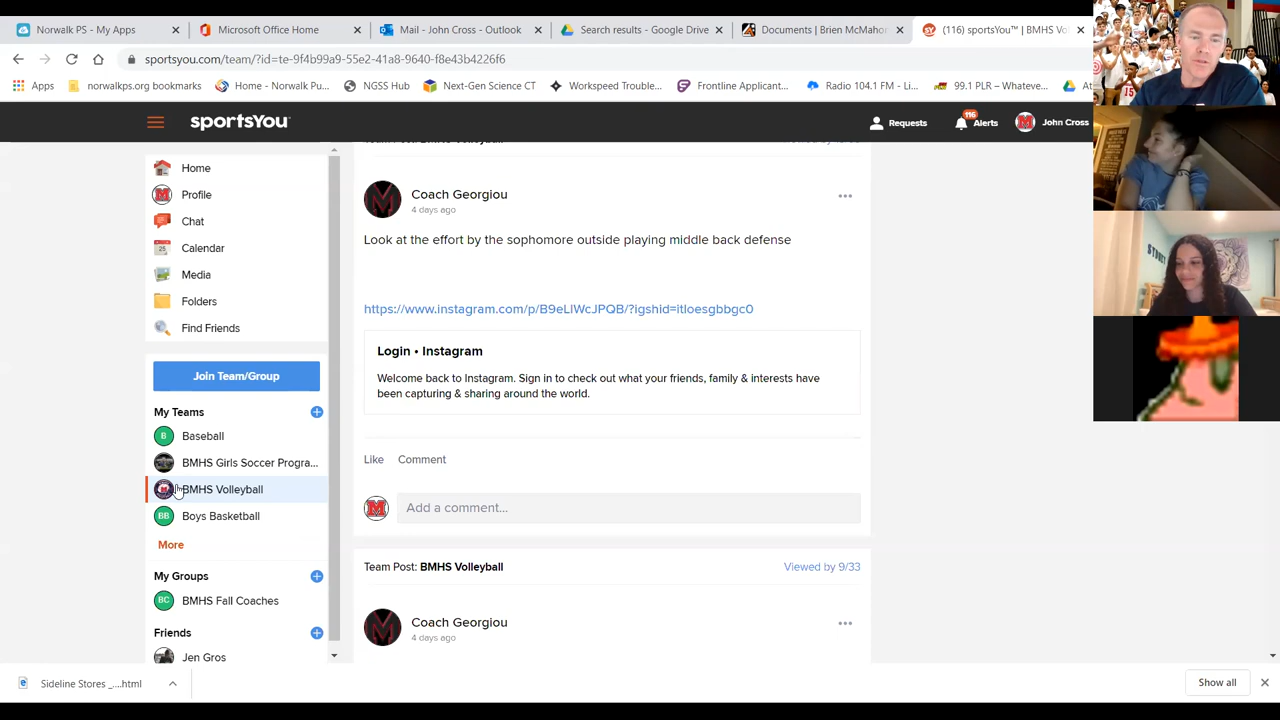 Norwalk PS - My Apps
Microsoft Office Home
Mail - John Cross - Outlook
Search results - Google Drive
Documents | Brien McMaho
(116) sportsYou™ | BMHS Vo
sportsyou.com/team/?id=te-9f4b99a9-55e2-41a8-9640-f8e43b4226f6
Apps
norwalkps.org bookmarks
Home - Norwalk Pu...
NGSS Hub
Next-Gen Science CT
Workspeed Trouble...
Frontline Applicant...
Radio 104.1 FM - Li...
99.1 PLR – Whateve...
sportsYou
Requests
116
Alerts
John Cross
Home
Profile
Chat
25
Calendar
Media
Folders
Find Friends
Join Team/Group
My Teams
B Baseball
BMHS Girls Soccer Progra...
BMHS Volleyball
BB Boys Basketball
More
My Groups
BC BMHS Fall Coaches
Friends
Jen Gros
Coach Georgiou
4 days ago
Look at the effort by the sophomore outside playing middle back defense
Login • Instagram
Welcome back to Instagram. Sign in to check out what your friends, family & interests have
been capturing & sharing around the world.
Like Comment
M Add a comment...
Team Post: BMHS Volleyball Viewed by 9/33
Coach Georgiou
4 days ago
Sideline Stores _....html
Show all